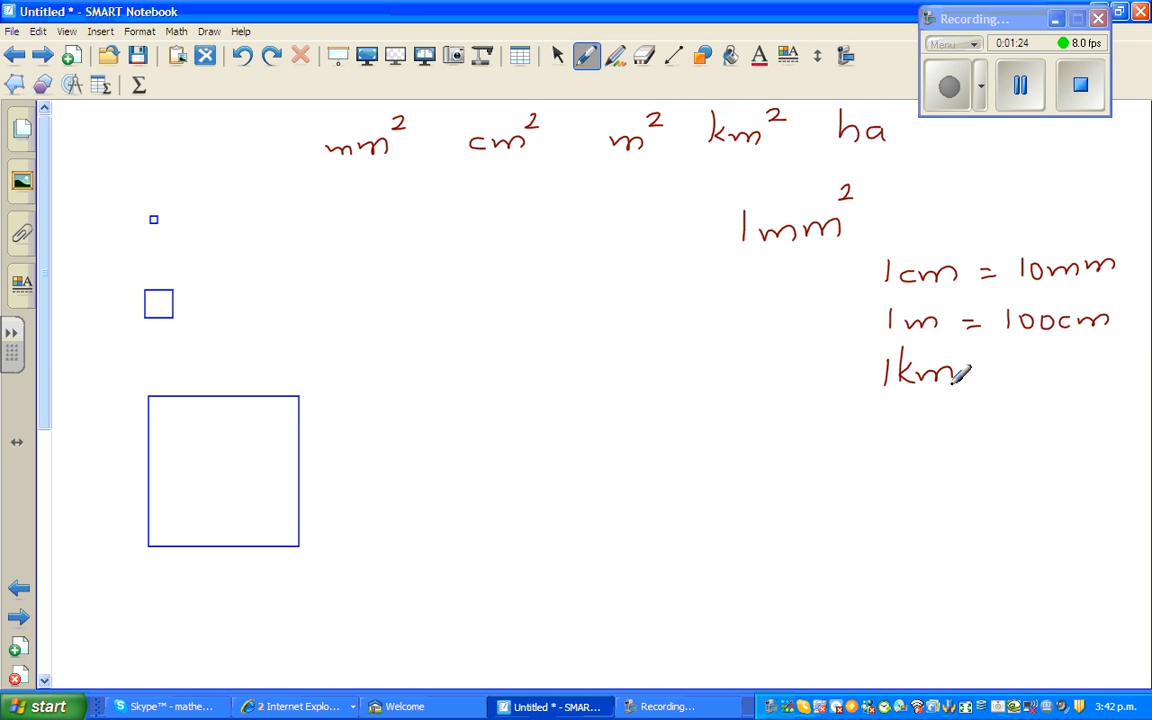 Untitled * - SMART Notebook
Recording...
File Edit View Insert Format Math Draw Help
Menu 0:01:24 8.0 fps
mm² cm² m² km² ha
1mm²
1cm = 10mm
1m = 100cm
1km
start Skype™ - mathe... 2 Internet Explo... Welcome Untitled * - SMAR... Recording... 3:42 p.m.